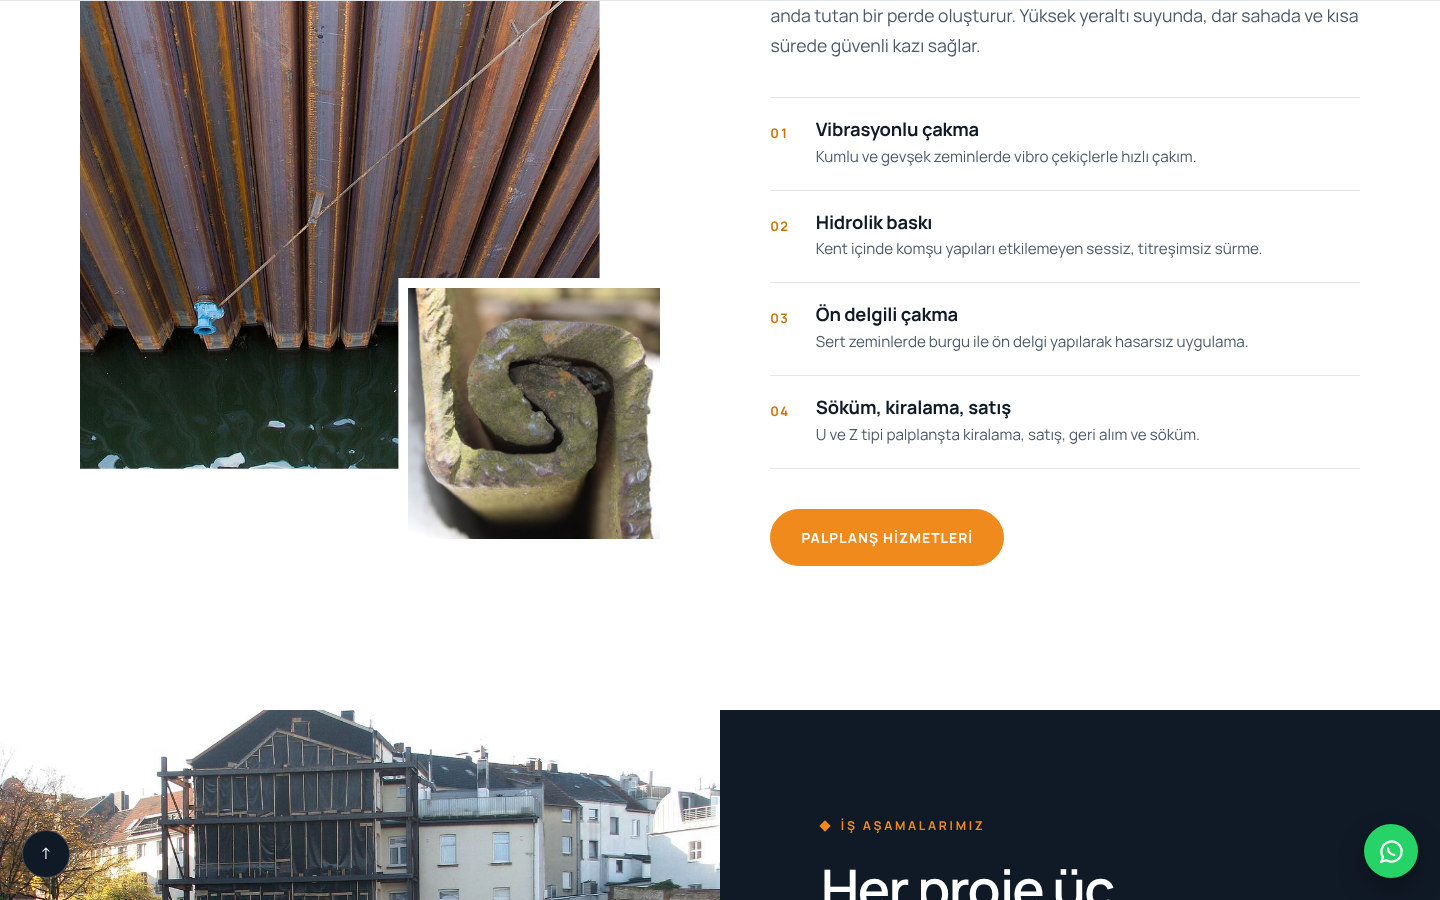 anda tutan bir perde oluşturur. Yüksek yeraltı suyunda, dar sahada ve kısa
sürede güvenli kazı sağlar.
01 Vibrasyonlu çakma
Kumlu ve gevşek zeminlerde vibro çekiçlerle hızlı çakım.
02 Hidrolik baskı
Kent içinde komşu yapıları etkilemeyen sessiz, titreşimsiz sürme.
03 Ön delgili çakma
Sert zeminlerde burgu ile ön delgi yapılarak hasarsız uygulama.
04 Söküm, kiralama, satış
U ve Z tipi palplanşta kiralama, satış, geri alım ve söküm.
PALPLANŞ HİZMETLERİ
İŞ AŞAMALARIMIZ
Her proje üç